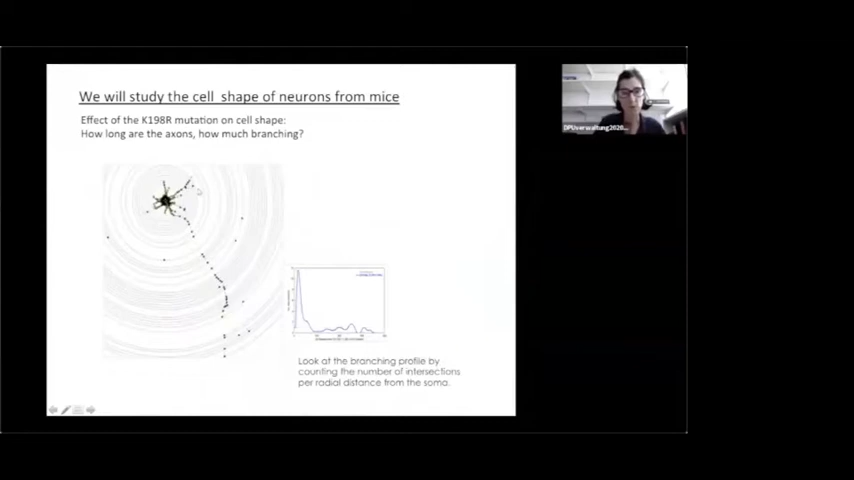 We will study the cell shape of neurons from mice
Effect of the K198R mutation on cell shape:
How long are the axons, how much branching?
Look at the branching profile by
counting the number of intersections
per radial distance from the soma.
DPUverwaltung2020...